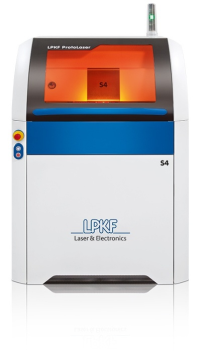 LPKF ProtoLaser
S4
S4
LPKF
Laser & Electronics